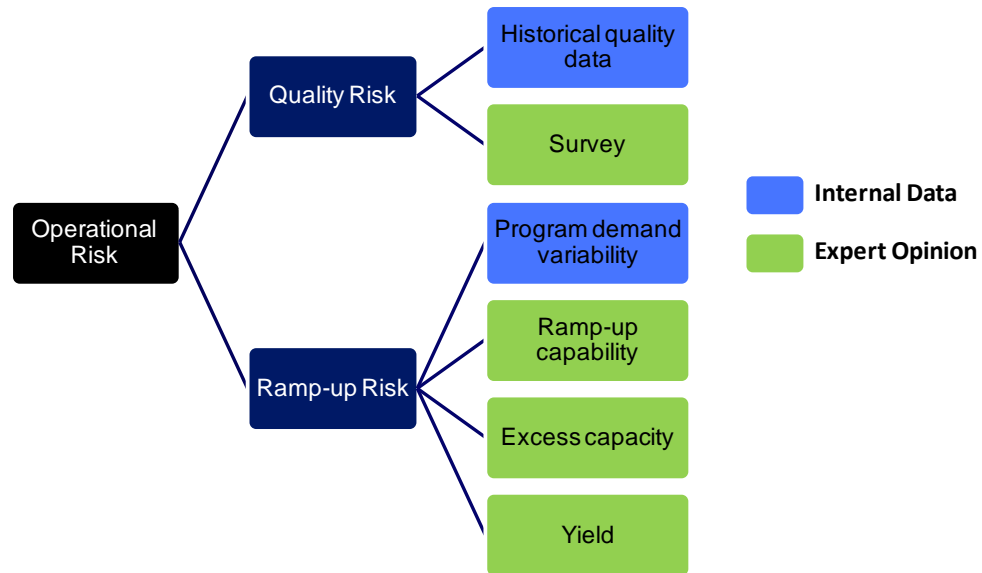 Historical quality
data
Quality Risk
Survey
Operational
Risk
Program demand
variability
Ramp-up
capability
Ramp-up Risk
Excess capacity
Yield
Internal Data
Expert Opinion